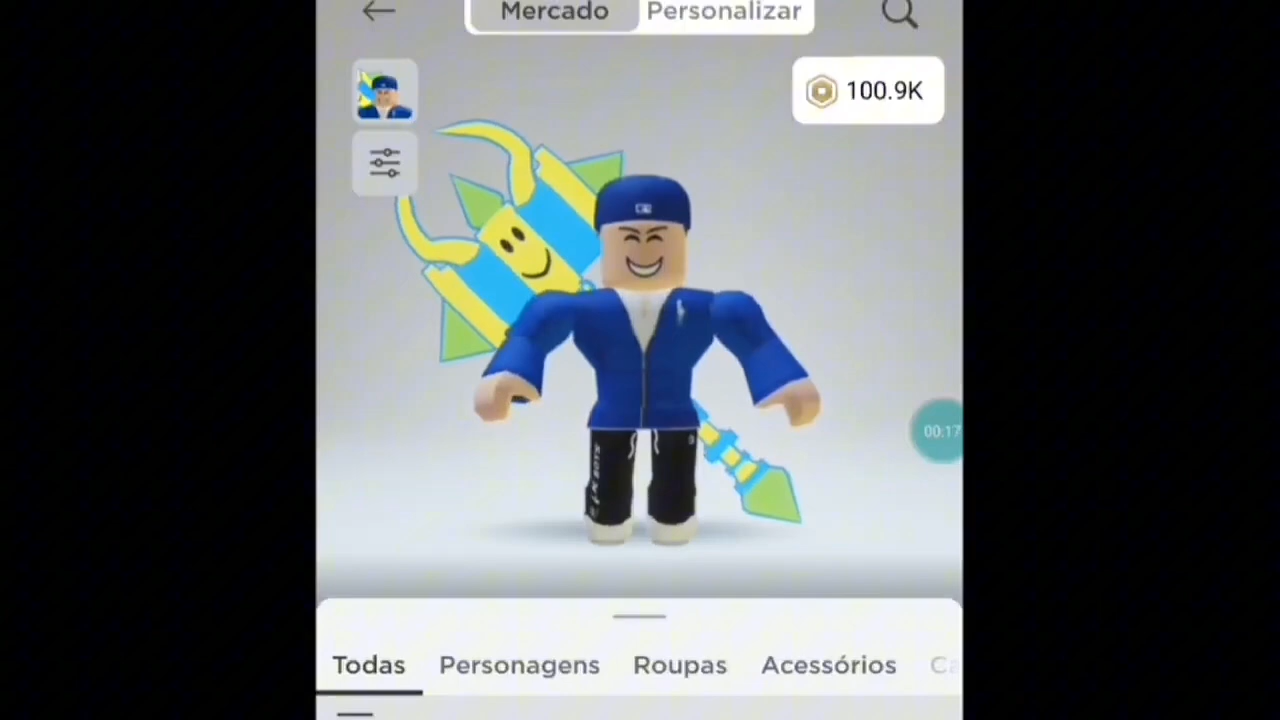 Mercado
Personalizar
100.9K
00:17
Todas
Personagens
Roupas
Acessórios